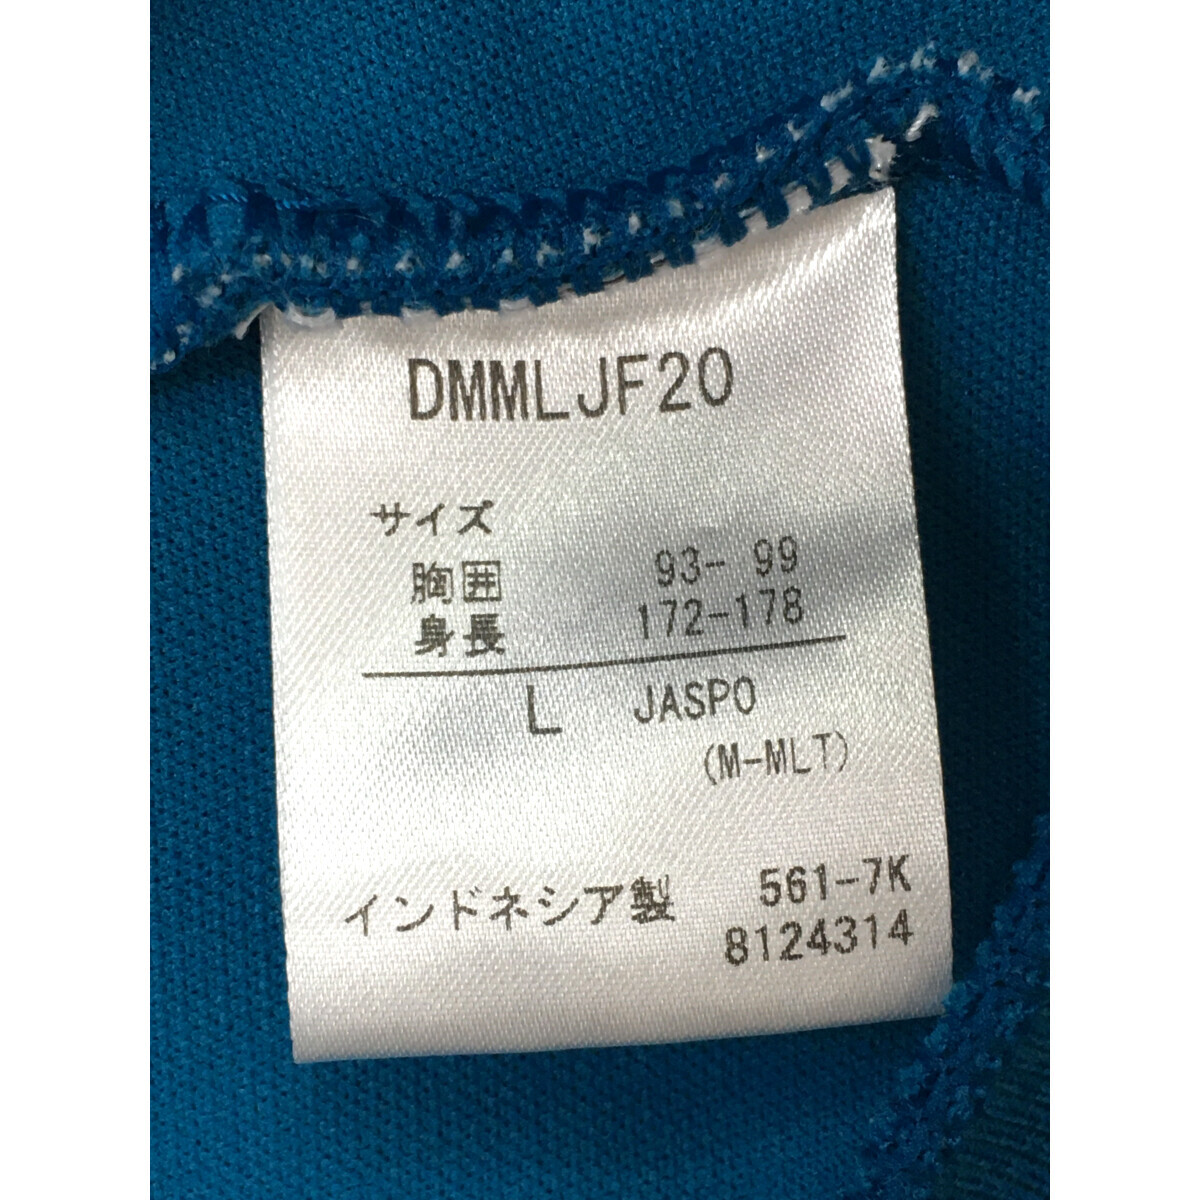 DMMLJF20
サイズ
胸囲 93- 99
身長 172-178
L JASPO
(M-MLT)
インドネシア製 561-7K
8124314